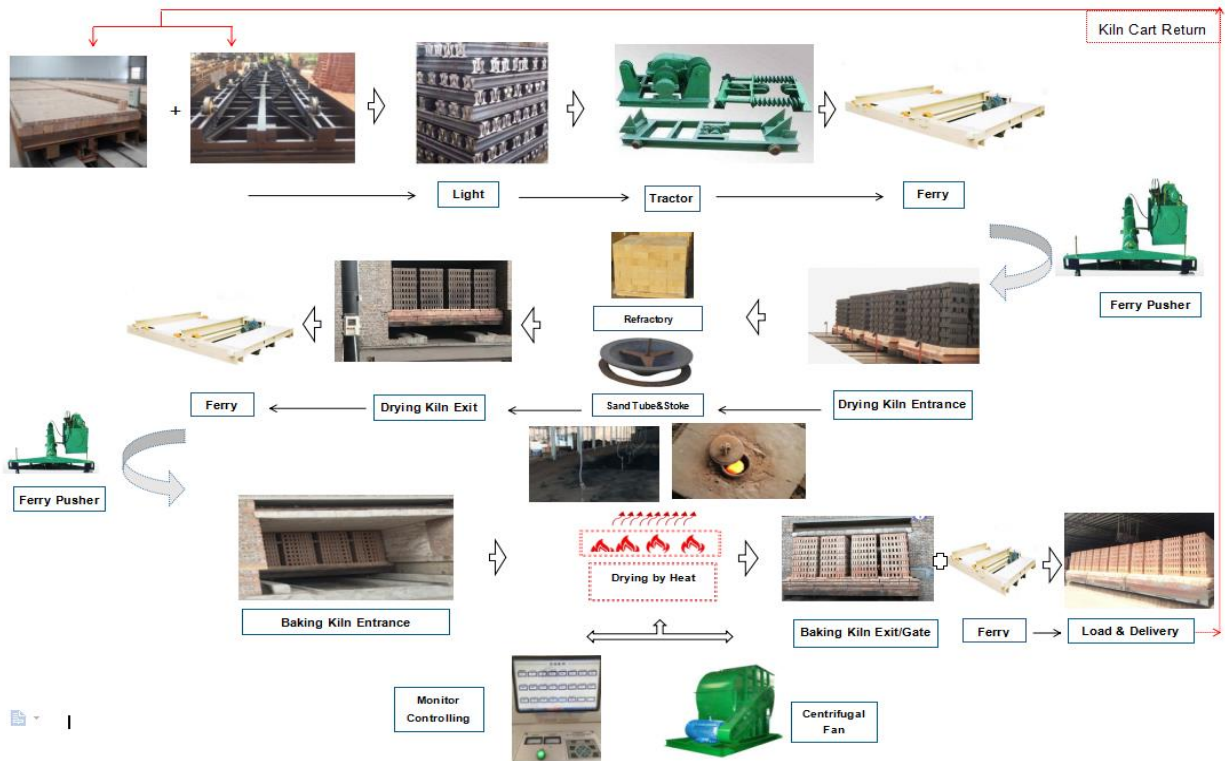 Kiln Cart Return
+
Light
Tractor
Ferry
Ferry Pusher
Refractory
Ferry
Drying Kiln Exit
Sand Tube&Stoke
Drying Kiln Entrance
Ferry Pusher
Drying by Heat
Baking Kiln Entrance
Baking Kiln Exit/Gate
Ferry
Load & Delivery
Monitor
Controlling
Centrifugal
Fan